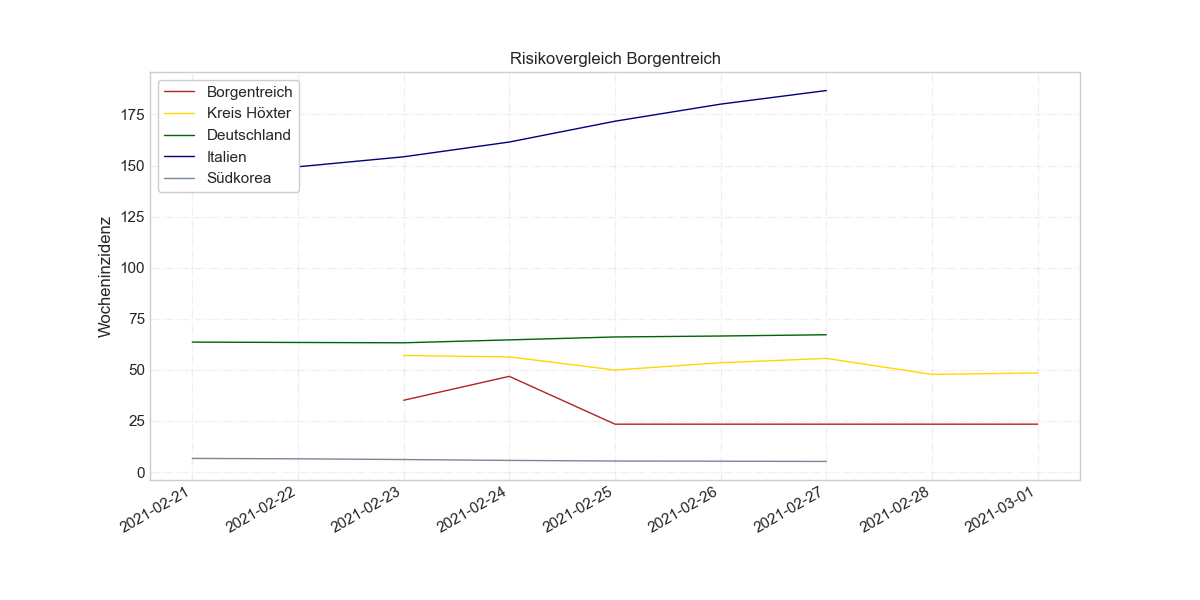 Risikovergleich Borgentreich
Borgentreich
Kreis Höxter
Deutschland
Italien
Südkorea
Wocheninzidenz
175
150
125
100
75
50
25
0
2021-02-21
2021-02-22
2021-02-23
2021-02-24
2021-02-25
2021-02-26
2021-02-27
2021-02-28
2021-03-01